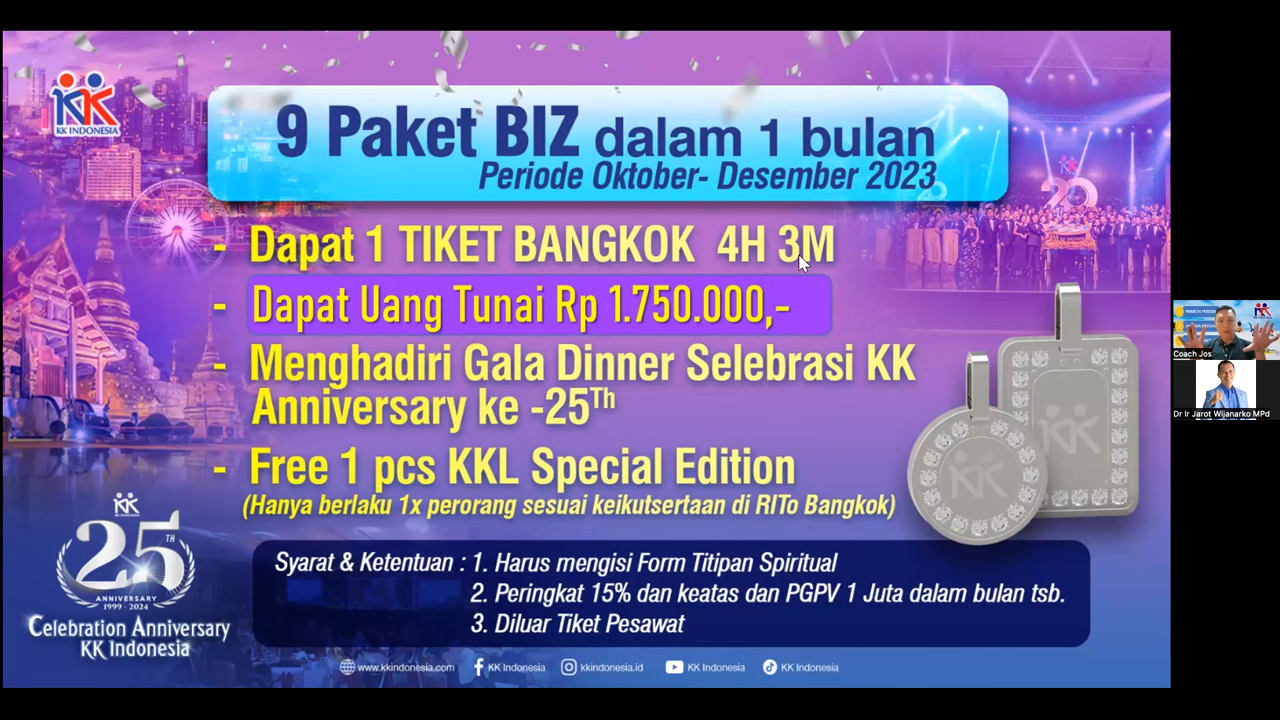 KK INDONESIA
9 Paket BIZ dalam 1 bulan
Periode Oktober- Desember 2023
- Dapat 1 TIKET BANGKOK 4H 3M
- Dapat Uang Tunai Rp 1.750.000,-
- Menghadiri Gala Dinner Selebrasi KK
Anniversary ke -25Th
- Free 1 pcs KKL Special Edition
(Hanya berlaku 1x perorang sesuai keikutsertaan di RITo Bangkok)
Syarat & Ketentuan : 1. Harus mengisi Form Titipan Spiritual
2. Peringkat 15% dan keatas dan PGPV 1 Juta dalam bulan tsb.
3. Diluar Tiket Pesawat
KK
25TH
ANNIVERSARY
1999 - 2024
Celebration Anniversary
KK Indonesia
www.kkindonesia.com KK Indonesia kkindonesia.id KK Indonesia KK Indonesia
KK
KK
20
Coach Jos
Dr Ir Jarot Wijanarko MPd